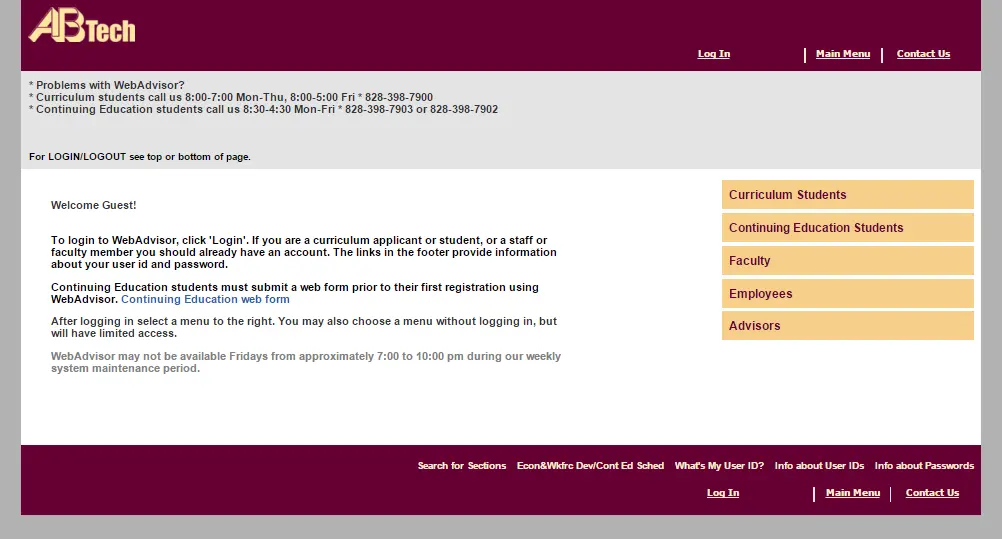 ABTech
Log In
Main Menu
Contact Us
* Problems with WebAdvisor?
* Curriculum students call us 8:00-7:00 Mon-Thu, 8:00-5:00 Fri * 828-398-7900
* Continuing Education students call us 8:30-4:30 Mon-Fri * 828-398-7903 or 828-398-7902
For LOGIN/LOGOUT see top or bottom of page.
Welcome Guest!
To login to WebAdvisor, click 'Login'. If you are a curriculum applicant or student, or a staff or
faculty member you should already have an account. The links in the footer provide information
about your user id and password.
Continuing Education students must submit a web form prior to their first registration using
WebAdvisor. Continuing Education web form
After logging in select a menu to the right. You may also choose a menu without logging in, but
will have limited access.
WebAdvisor may not be available Fridays from approximately 7:00 to 10:00 pm during our weekly
system maintenance period.
Curriculum Students
Continuing Education Students
Faculty
Employees
Advisors
Search for Sections Econ&Wkfrc Dev/Cont Ed Sched What's My User ID? Info about User IDs Info about Passwords
Log In
Main Menu
Contact Us